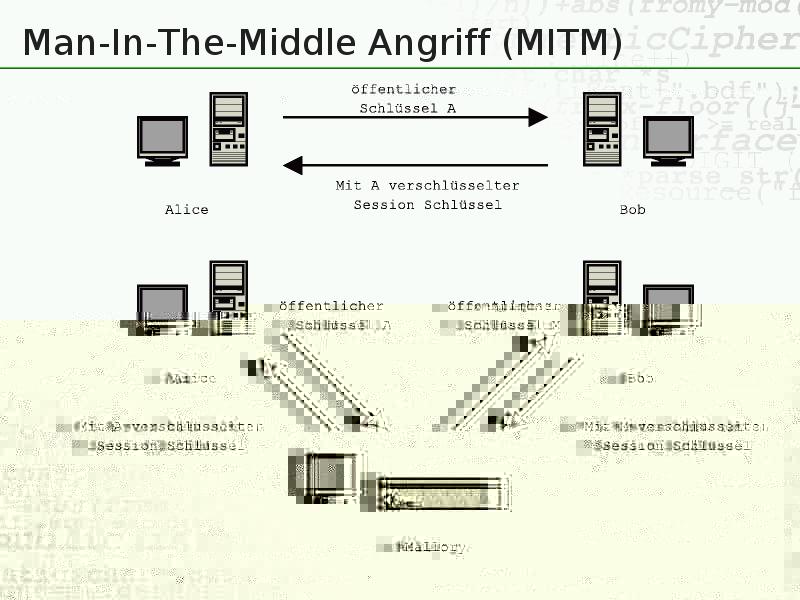 Man-In-The-Middle Angriff (MITM)
öffentlicher
Schlüssel A
Mit A verschlüsselter
Session Schlüssel
Alice
Bob
öffentlicher
Schlüssel A
öffentlicher
Schlüssel M
Alice
Bob
Mit A verschlüsselter
Session Schlüssel
Mit M verschlüsselter
Session Schlüssel
Mallory